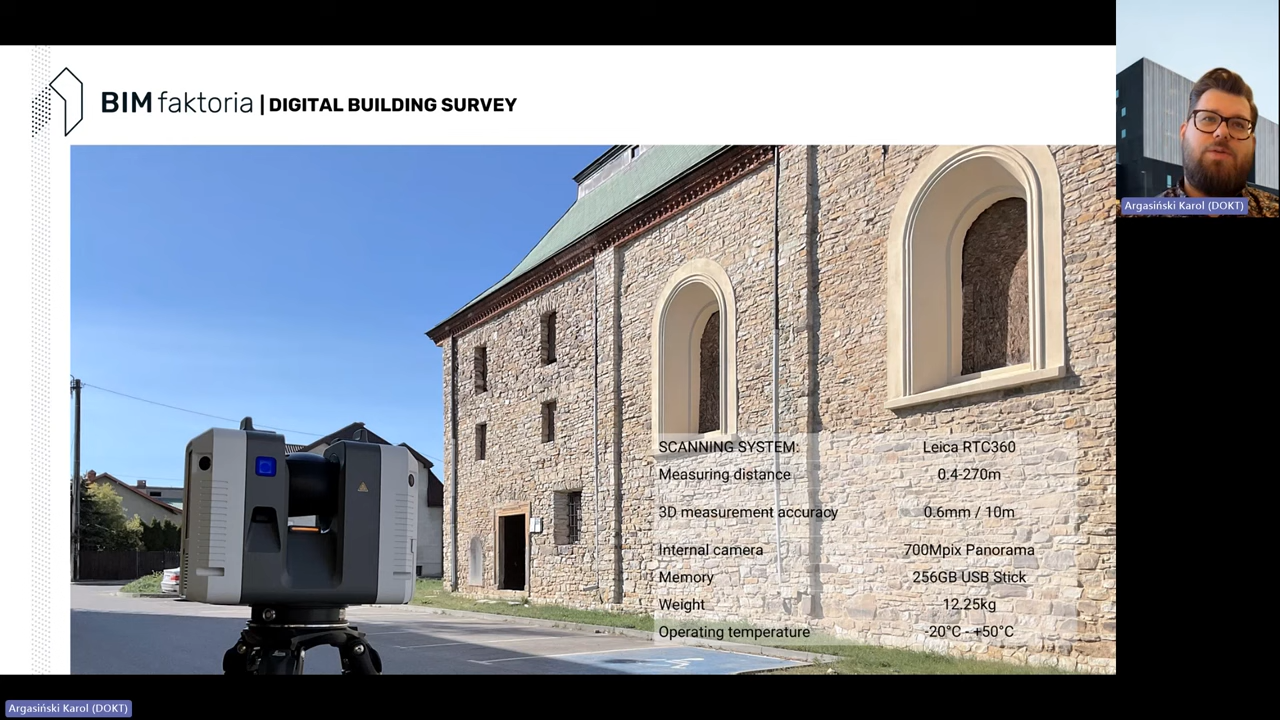 BIM faktoria | DIGITAL BUILDING SURVEY
SCANNING SYSTEM: Leica RTC360
Measuring distance 0.4-270m
3D measurement accuracy 0.6mm / 10m
Internal camera 700Mpix Panorama
Memory 256GB USB Stick
Weight 12.25kg
Operating temperature -20°C - +50°C
Argasiński Karol (DOKT)
Argasiński Karol (DOKT)